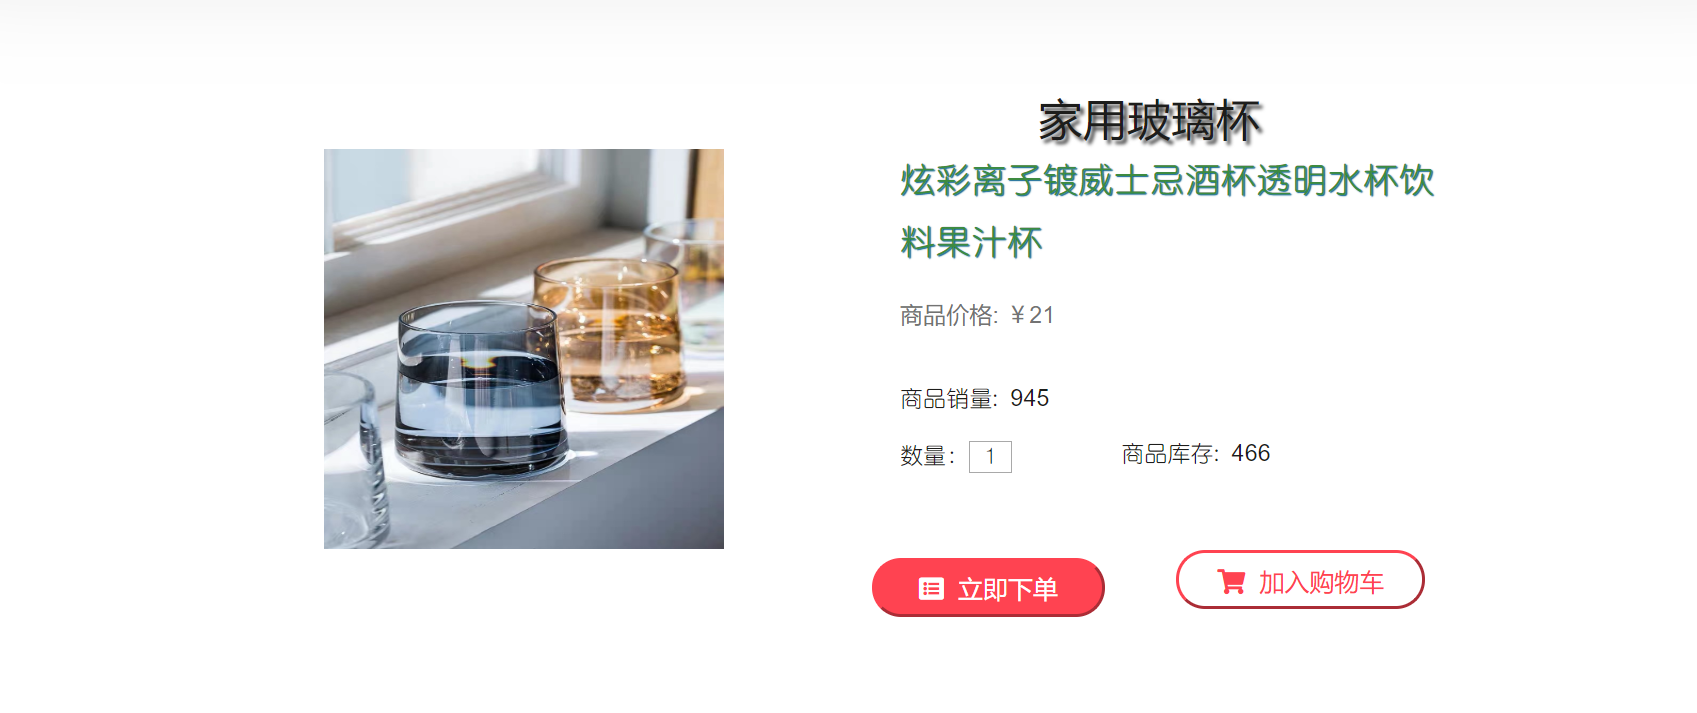 家用玻璃杯
炫彩离子镀威士忌酒杯透明水杯饮
料果汁杯
商品价格: ￥21
商品销量: 945
数量: 1
商品库存: 466
立即下单
加入购物车